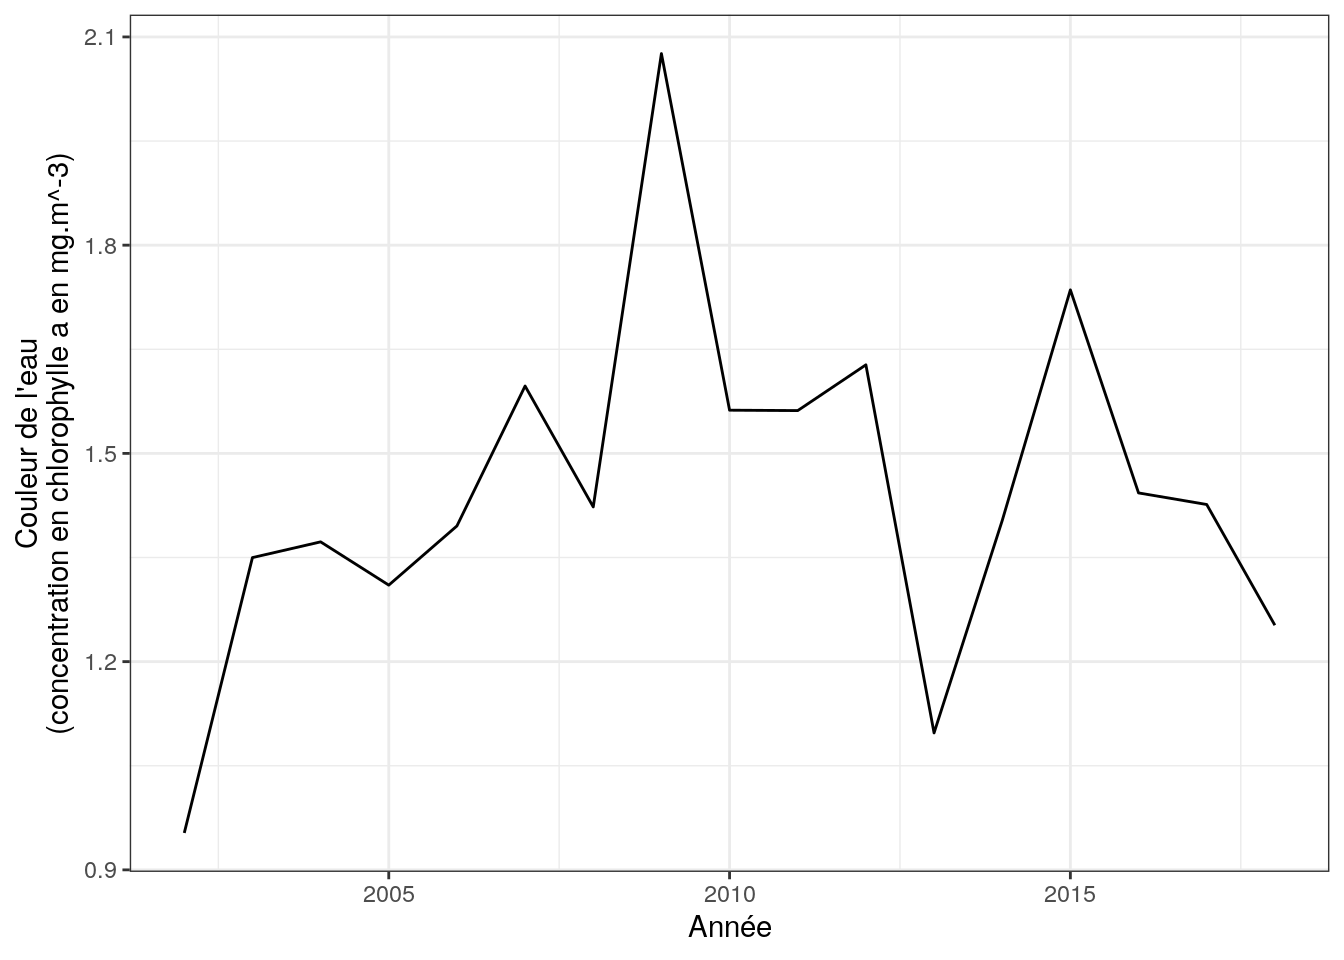 Couleur de l'eau
(concentration en chlorophylle a en mg.m^-3)
2.1
1.8
1.5
1.2
0.9
2005
2010
2015
Année